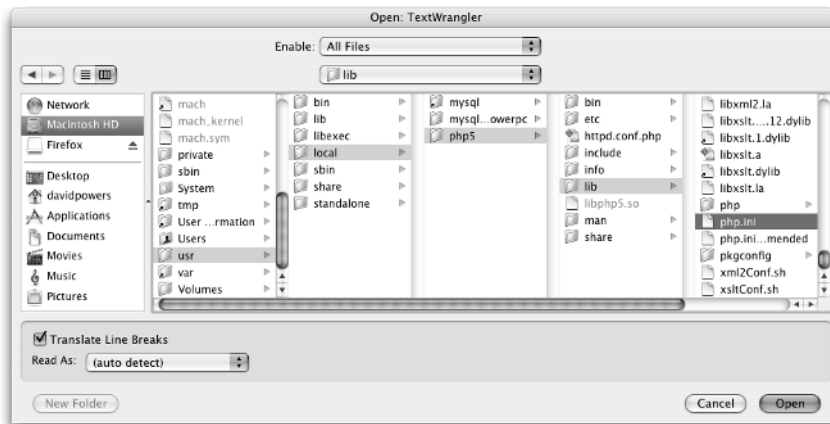 Open: TextWrangler
Enable: All Files
lib
Network
Macintosh HD
Firefox
Desktop
davidpowers
Applications
Documents
Movies
Music
Pictures
mach
mach_kernel
mach.sym
private
sbin
System
tmp
User ...rmation
Users
usr
var
Volumes
bin
lib
libexec
local
sbin
share
standalone
mysql
mysql...owerpc
php5
bin
etc
httpd.conf.php
include
info
lib
libphp5.so
man
share
libxml2.la
libxslt.....12.dylib
libxslt.1.dylib
libxslt.a
libxslt.dylib
libxslt.la
php
php.ini
php.ini...mended
pkgconfig
xml2Conf.sh
xsltConf.sh
Translate Line Breaks
Read As: (auto detect)
New Folder
Cancel
Open